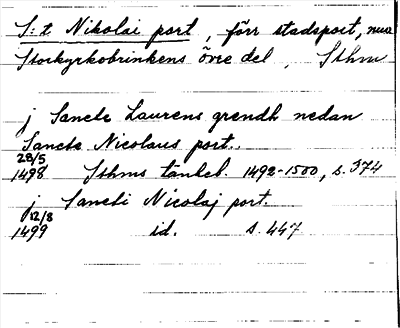 S:t Nikolai port, förr stadsport, nuv.
Storkyrkobrinkens övre del, Sthm
j Sancte Laurens grendh nedan
Sancte Nicolaus port.
28/5
1498 Sthms tänkeb. 1492-1500, s. 374
j Sancti Nicolaj port.
12/8
1499 id. s. 447